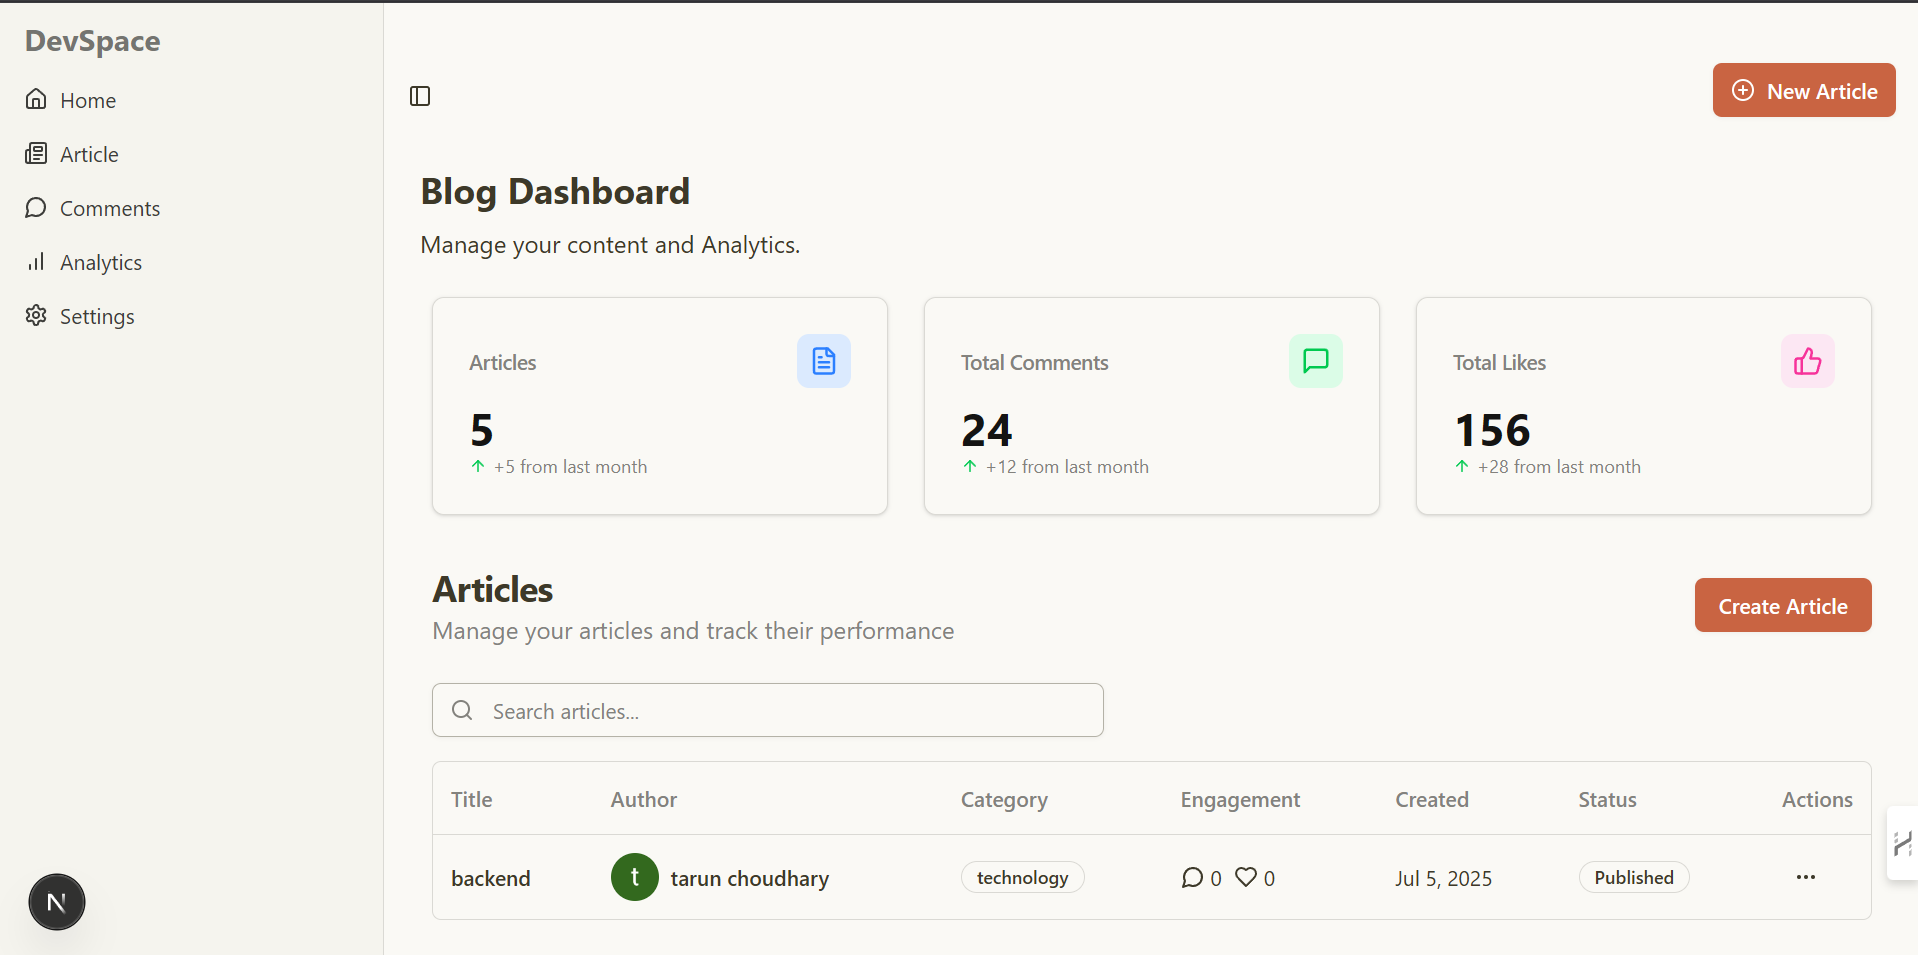 DevSpace
Home
Article
Comments
Analytics
Settings
New Article
Blog Dashboard
Manage your content and Analytics.
Articles
5
+5 from last month
Total Comments
24
+12 from last month
Total Likes
156
+28 from last month
Articles
Manage your articles and track their performance
Create Article
Search articles...
Title Author Category Engagement Created Status Actions
backend t tarun choudhary technology 0 0 Jul 5, 2025 Published ...
N